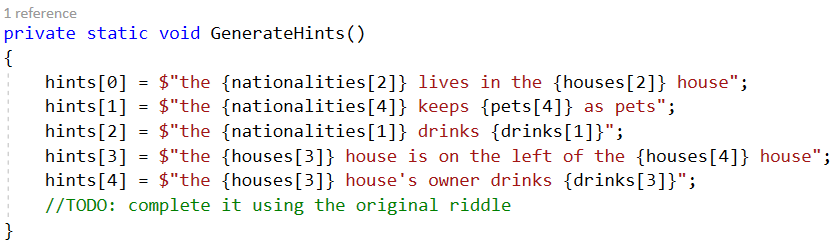 1 reference
private static void GenerateHints()
{
hints[0] = $"the {nationalities[2]} lives in the {houses[2]} house";
hints[1] = $"the {nationalities[4]} keeps {pets[4]} as pets";
hints[2] = $"the {nationalities[1]} drinks {drinks[1]}";
hints[3] = $"the {houses[3]} house is on the left of the {houses[4]} house";
hints[4] = $"the {houses[3]} house's owner drinks {drinks[3]}";
//TODO: complete it using the original riddle
}